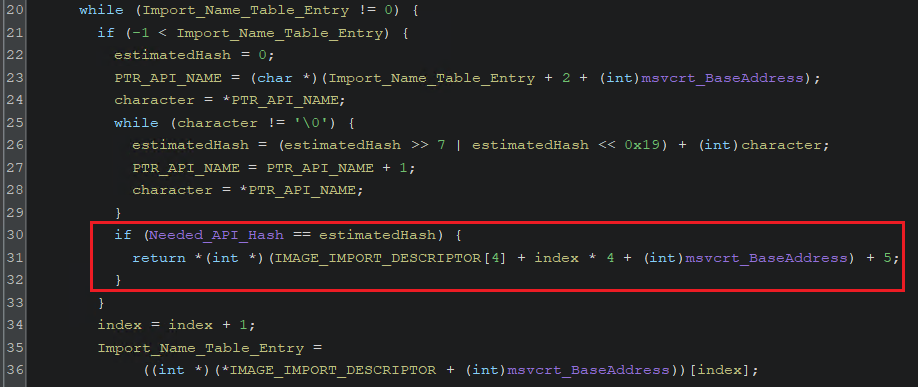 20 while (Import_Name_Table_Entry != 0) {
21 if (-1 < Import_Name_Table_Entry) {
22 estimatedHash = 0;
23 PTR_API_NAME = (char *)(Import_Name_Table_Entry + 2 + (int)msvcrt_BaseAddress);
24 character = *PTR_API_NAME;
25 while (character != '\0') {
26 estimatedHash = (estimatedHash >> 7 | estimatedHash << 0x19) + (int)character;
27 PTR_API_NAME = PTR_API_NAME + 1;
28 character = *PTR_API_NAME;
29 }
30 if (Needed_API_Hash == estimatedHash) {
31 return *(int *)(IMAGE_IMPORT_DESCRIPTOR[4] + index * 4 + (int)msvcrt_BaseAddress) + 5;
32 }
33 }
34 index = index + 1;
35 Import_Name_Table_Entry =
36 ((int *)(*IMAGE_IMPORT_DESCRIPTOR + (int)msvcrt_BaseAddress))[index];